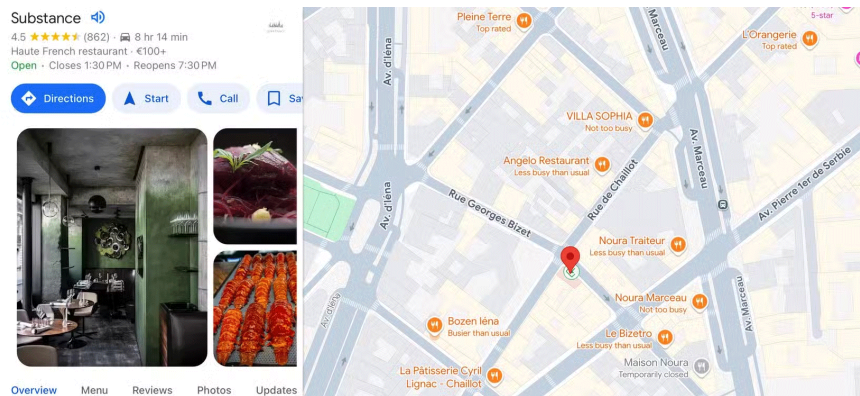 Substance
4.5 ★★★★★ (862) · 8 hr 14 min
Haute French restaurant · €100+
Open · Closes 1:30 PM · Reopens 7:30 PM
Directions
Start
Call
Sa
Overview
Menu
Reviews
Photos
Updates
Pleine Terre
Top rated
5-star
L'Orangerie
Top rated
Av. d'Iéna
Av. Marceau
VILLA SOPHIA
Not too busy
Angelo Restaurant
Less busy than usual
Av. Marceau
Av. Pierre 1er de Serbie
Rue de Chaillot
Rue Georges Bizet
Av. d'Iéna
Noura Traiteur
Less busy than usual
Noura Marceau
Not too busy
Av. Marceau
Av. d'Iéna
Bozen Iéna
Busier than usual
Le Bizetro
Less busy than usual
Maison Noura
Temporarily closed
La Pâtisserie Cyril
Lignac - Chaillot